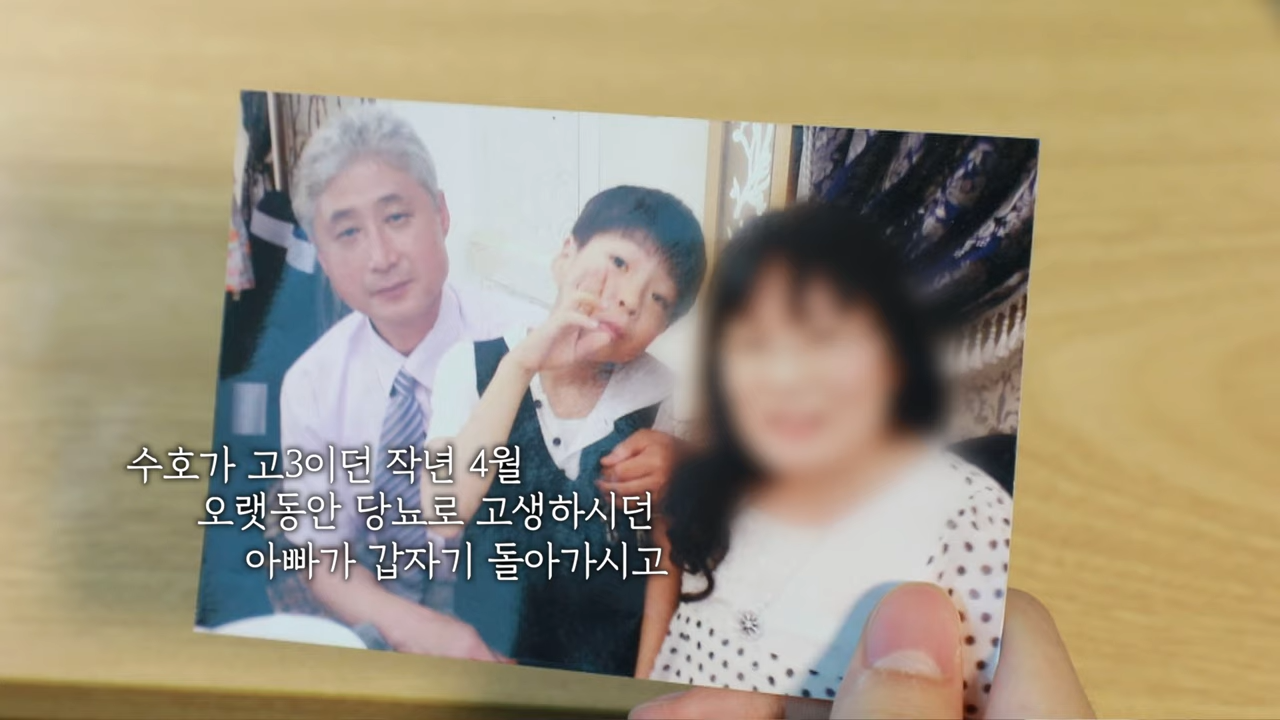 수호가 고3이던 작년 4월
오랫동안 당뇨로 고생하시던
아빠가 갑자기 돌아가시고